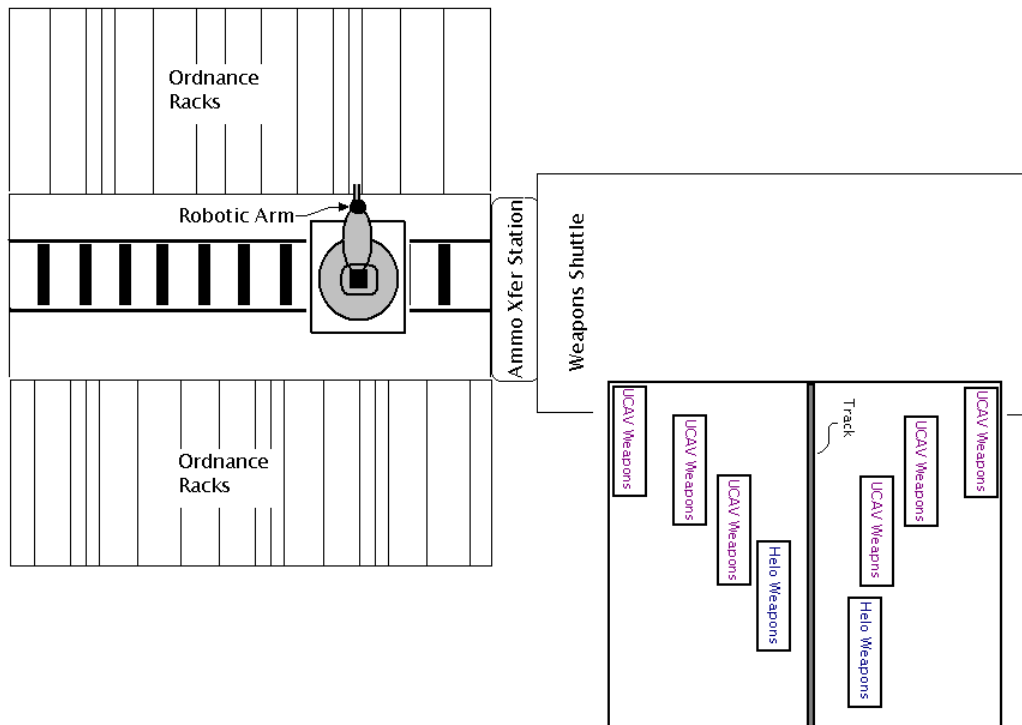 Ordnance
Racks
Robotic Arm
Ammo Xfer Station
Weapons Shuttle
Ordnance
Racks
UCAV Weapons
UCAV Weapons
UCAV Weapons
Helo Weapons
Track
UCAV Weapons
UCAV Weapons
UCAV Weapns
Helo Weapons